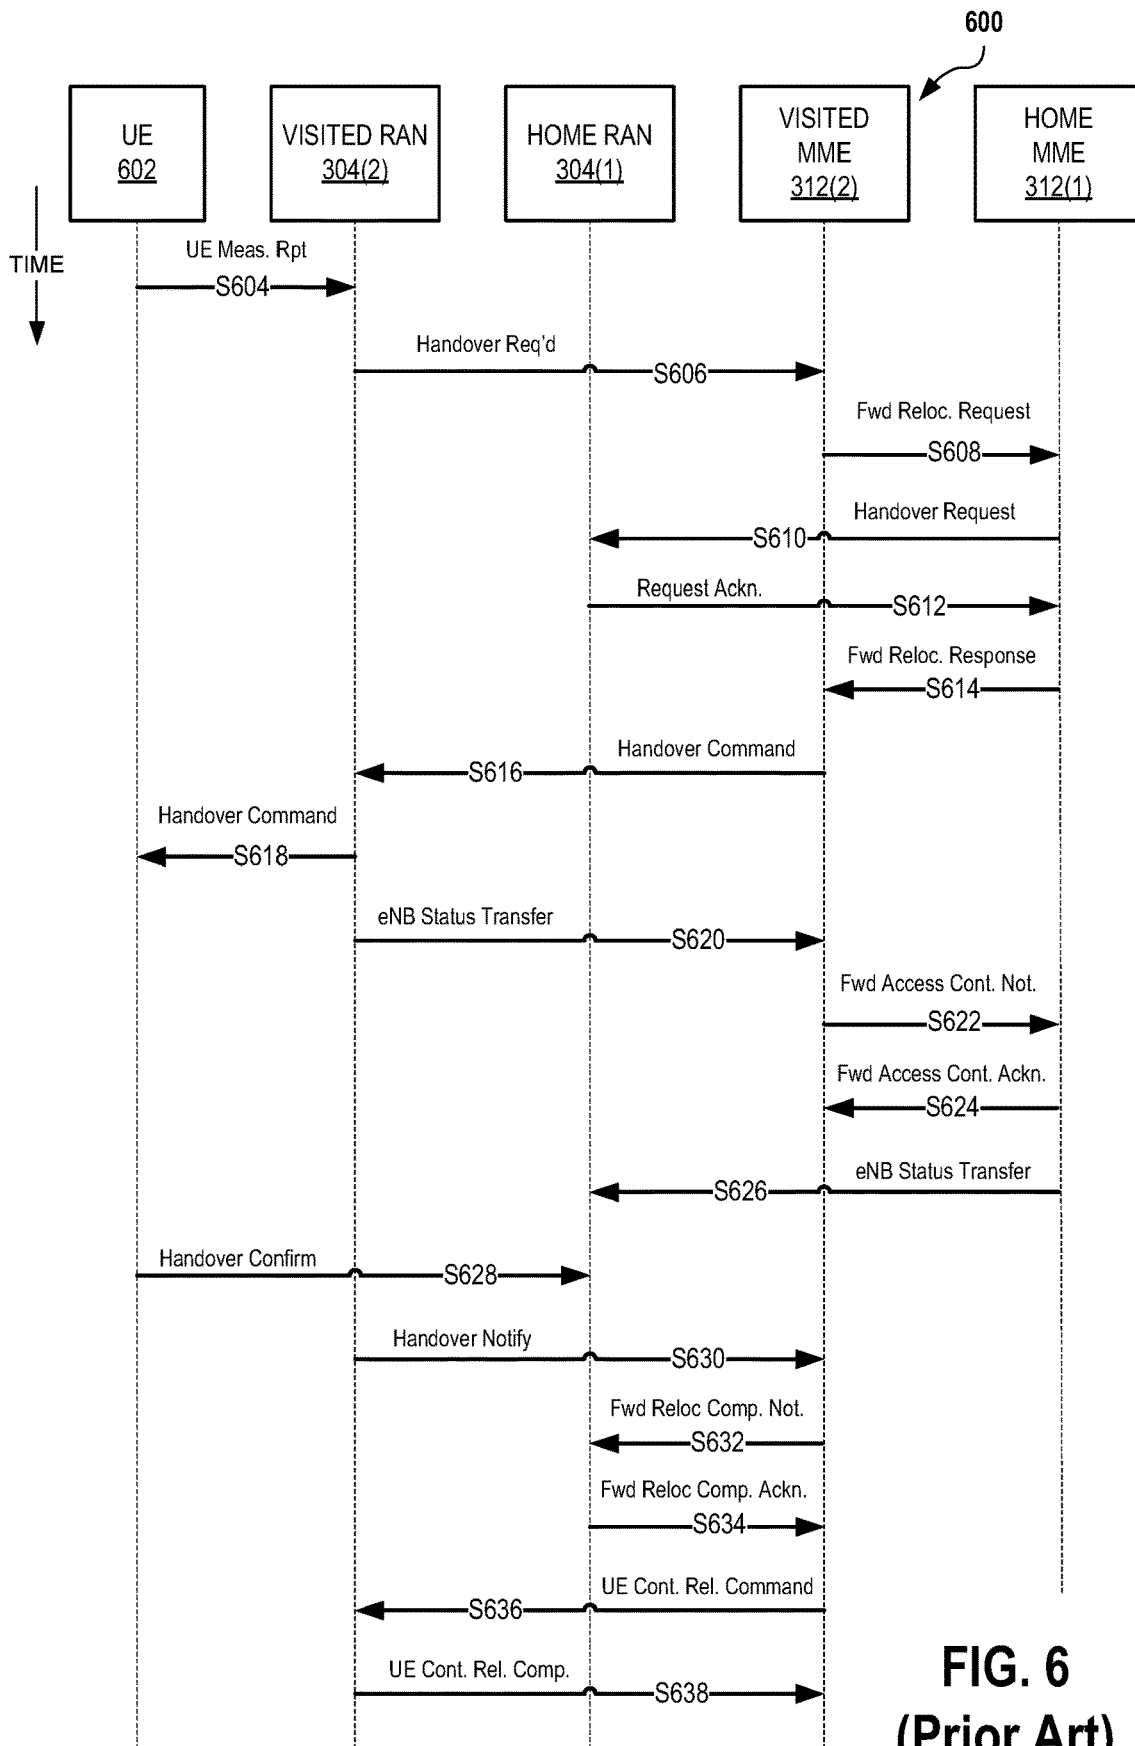 600
UE
602
VISITED RAN
304(2)
HOME RAN
304(1)
VISITED
MME
312(2)
HOME
MME
312(1)
TIME
UE Meas. Rpt
S604
Handover Req'd
S606
Fwd Reloc. Request
S608
Handover Request
S610
Request Ackn.
S612
Fwd Reloc. Response
S614
Handover Command
S616
Handover Command
S618
eNB Status Transfer
S620
Fwd Access Cont. Not.
S622
Fwd Access Cont. Ackn.
S624
eNB Status Transfer
S626
Handover Confirm
S628
Handover Notify
S630
Fwd Reloc Comp. Not.
S632
Fwd Reloc Comp. Ackn.
S634
UE Cont. Rel. Command
S636
UE Cont. Rel. Comp.
S638
FIG. 6
(Prior Art)